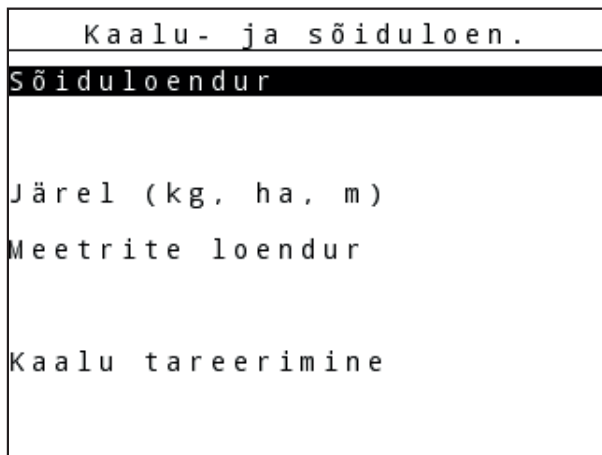 Kaalu- ja sõiduloen.
Sõiduloendur
Järel (kg, ha, m)
Meetrite loendur
Kaalu tareerimine